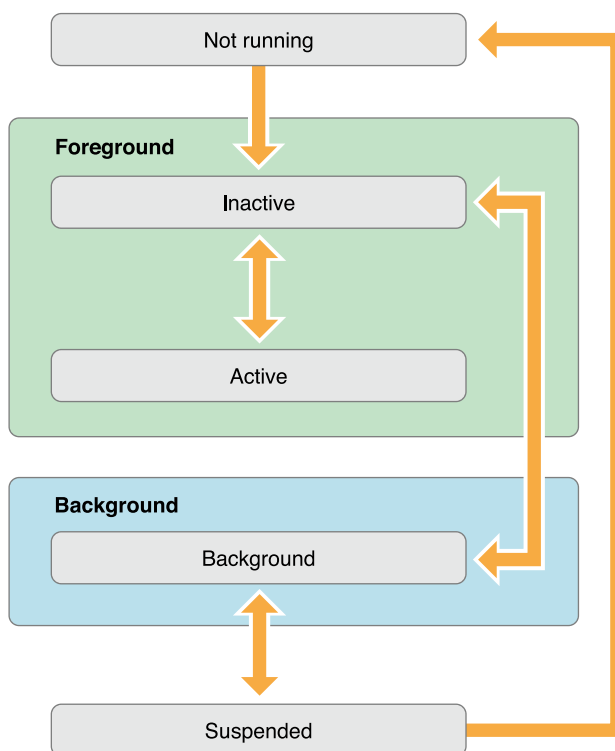 Not running
Foreground
Inactive
Active
Background
Background
Suspended